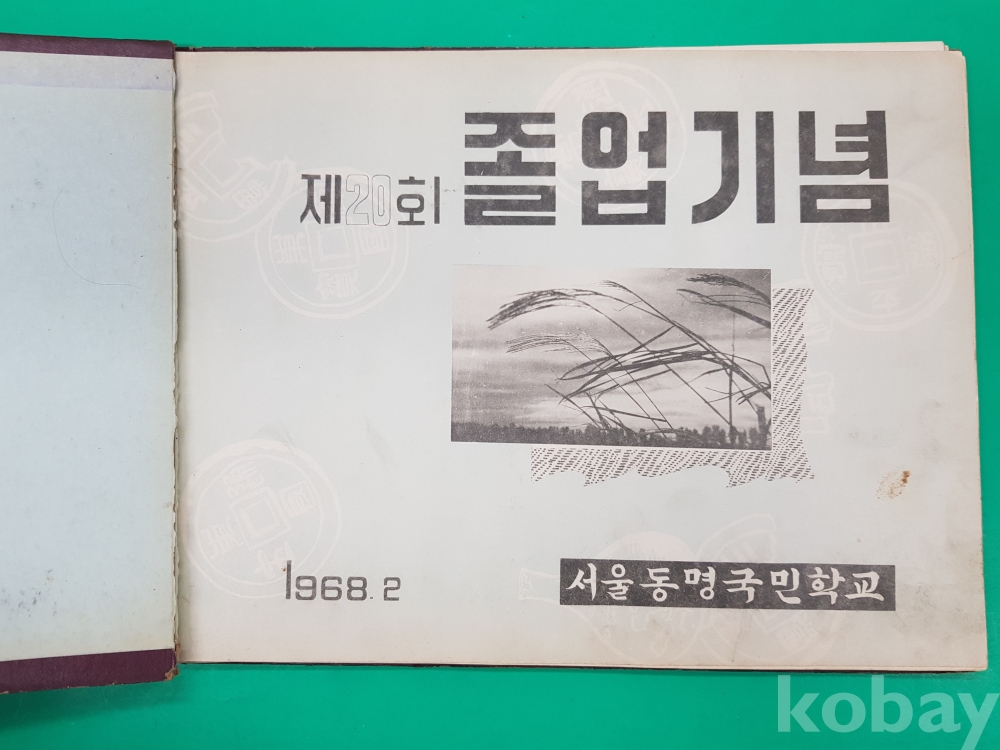 제20회 졸업기념
1968.2
서울동명국민학교
kobay